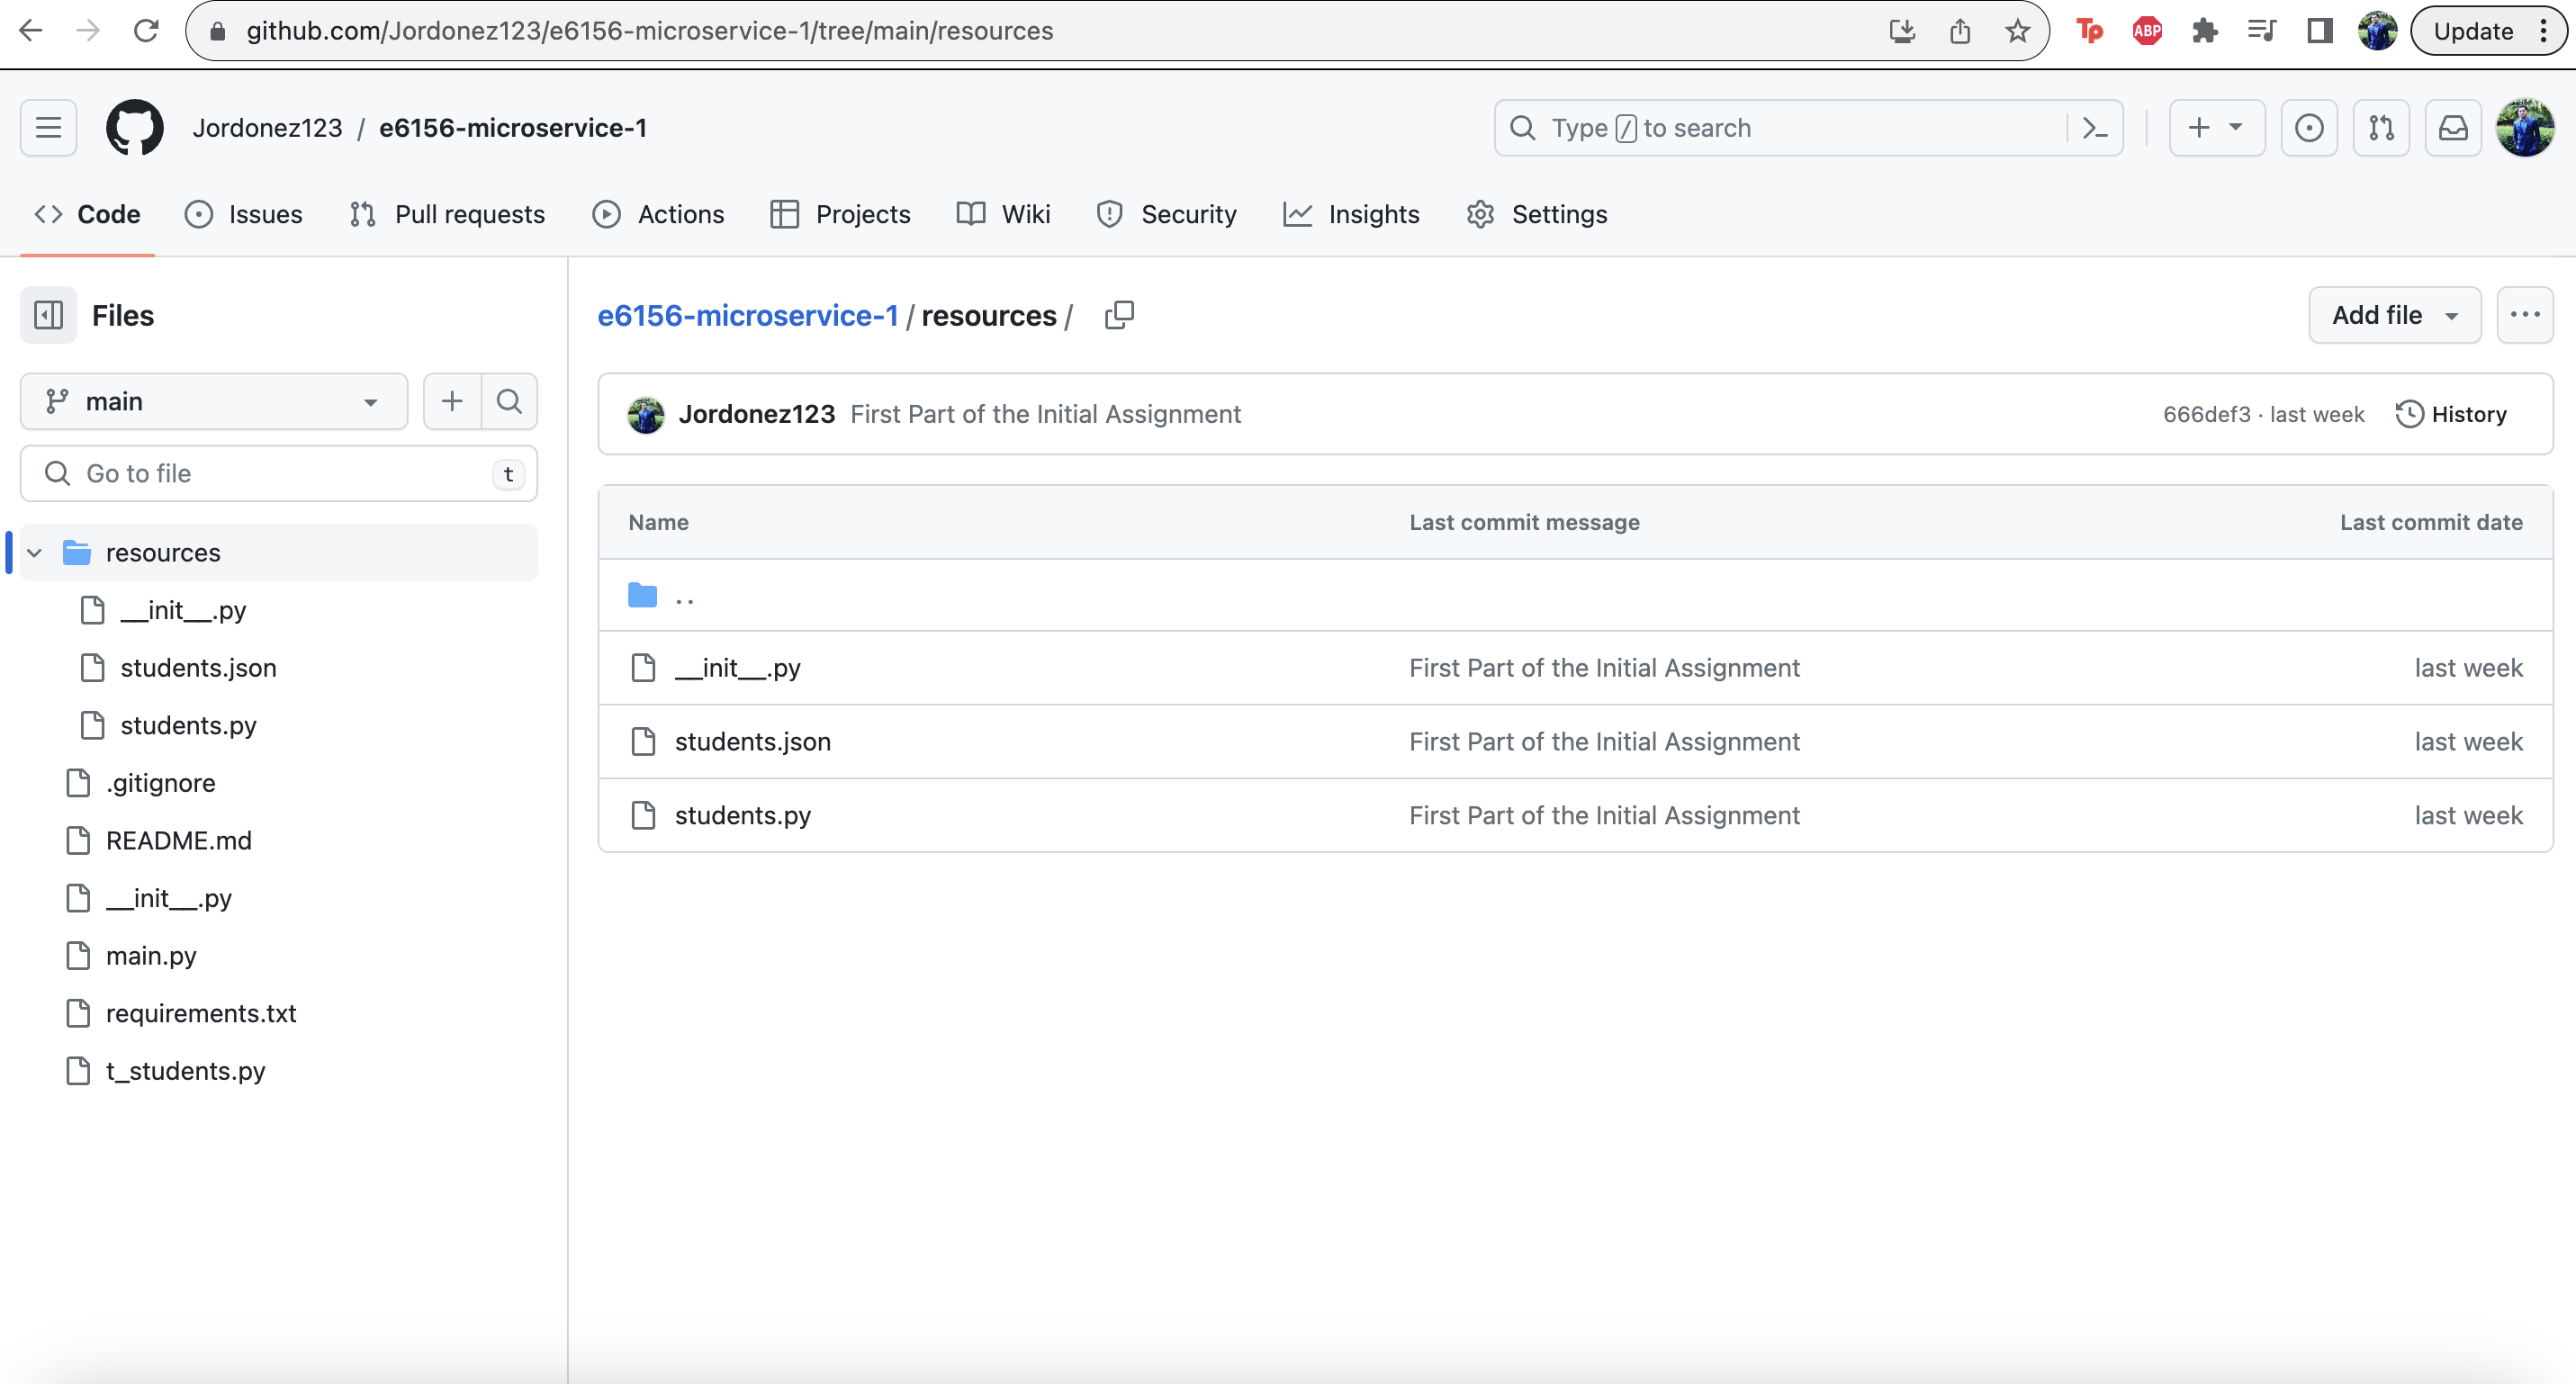 github.com/Jordonez123/e6156-microservice-1/tree/main/resources
Tp
ABP
Update
Jordonez123 / e6156-microservice-1
Type / to search
Code
Issues
Pull requests
Actions
Projects
Wiki
Security
Insights
Settings
Files
main
Go to file
t
resources
__init__.py
students.json
students.py
.gitignore
README.md
__init__.py
main.py
requirements.txt
t_students.py
e6156-microservice-1 / resources /
Add file
Jordonez123 First Part of the Initial Assignment 666def3 · last week History
Name Last commit message Last commit date
..
__init__.py First Part of the Initial Assignment last week
students.json First Part of the Initial Assignment last week
students.py First Part of the Initial Assignment last week